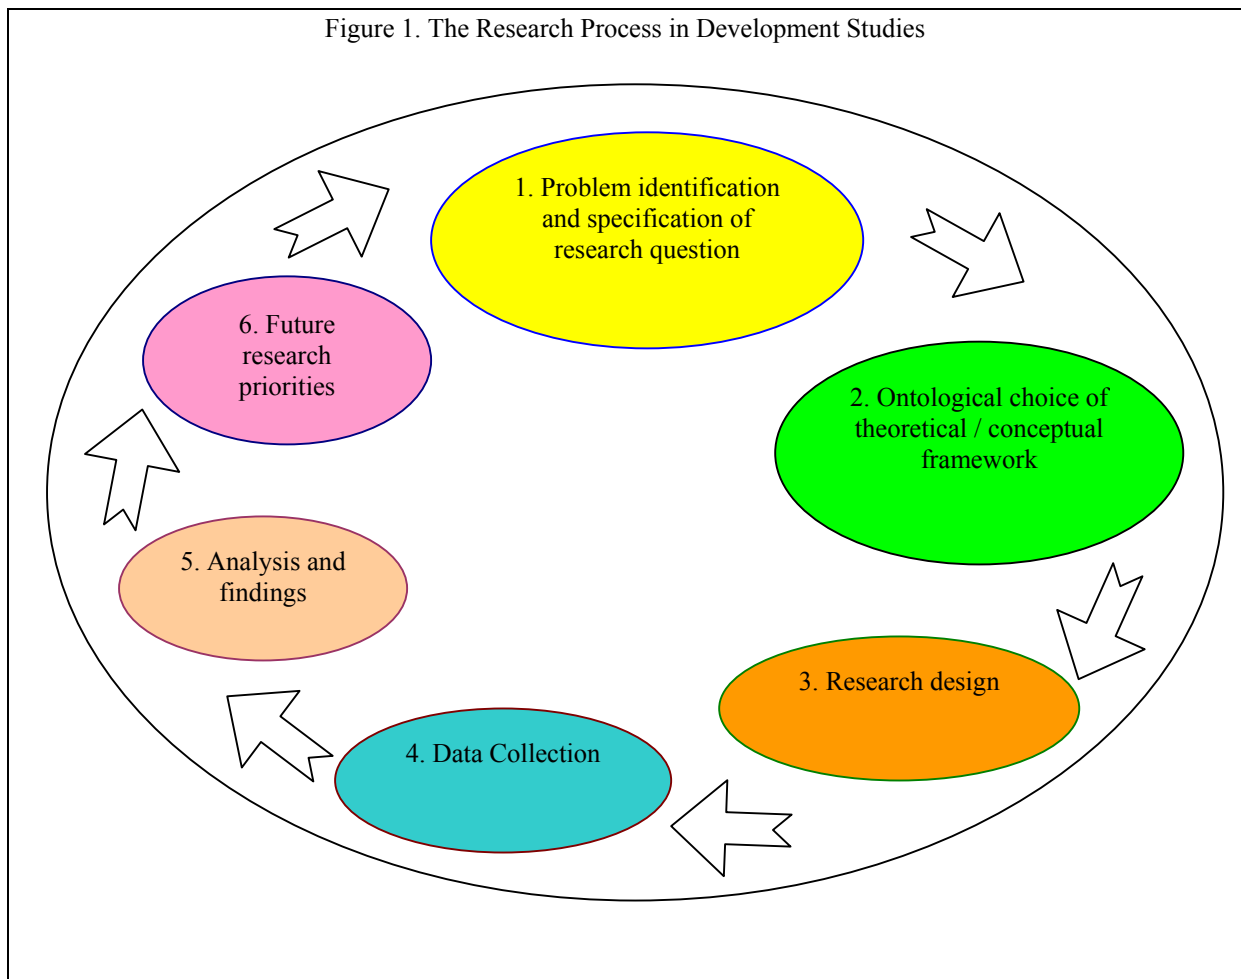 Figure 1. The Research Process in Development Studies
1. Problem identification
and specification of
research question
2. Ontological choice of
theoretical / conceptual
framework
3. Research design
4. Data Collection
5. Analysis and
findings
6. Future
research
priorities